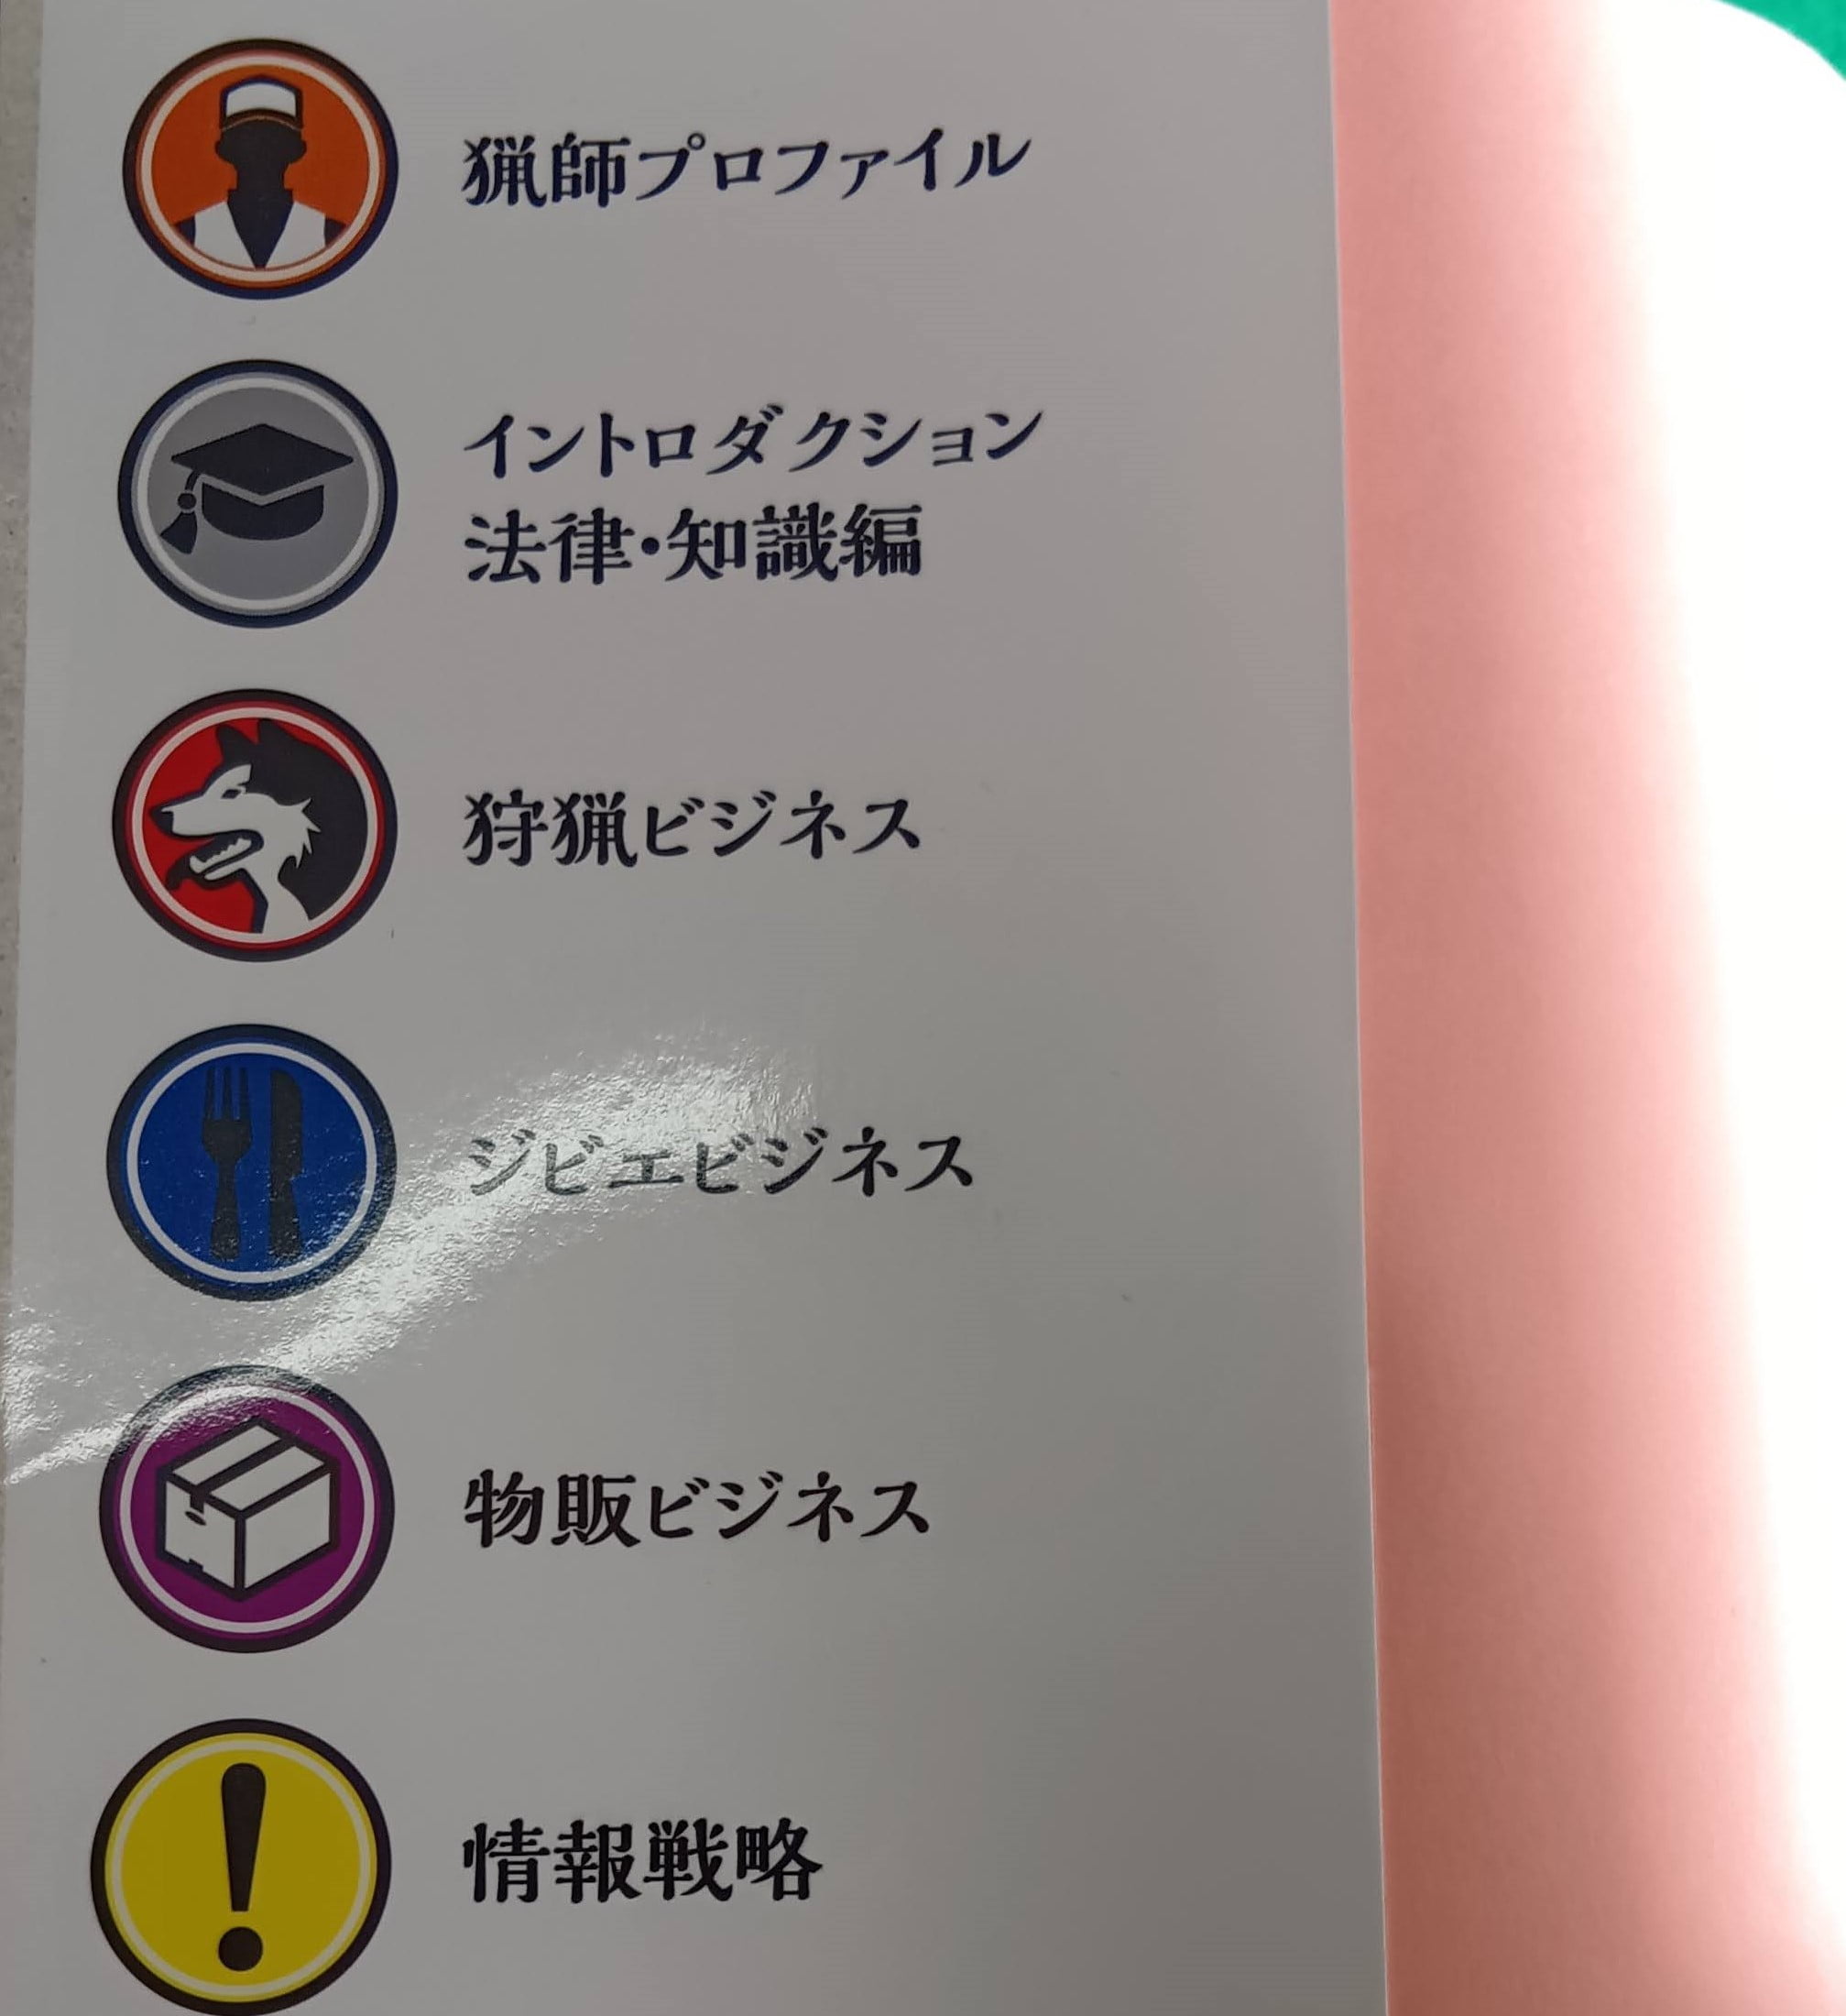 猟師プロファイル
イントロダクション
法律・知識編
狩猟ビジネス
ジビエビジネス
物販ビジネス
情報戦略